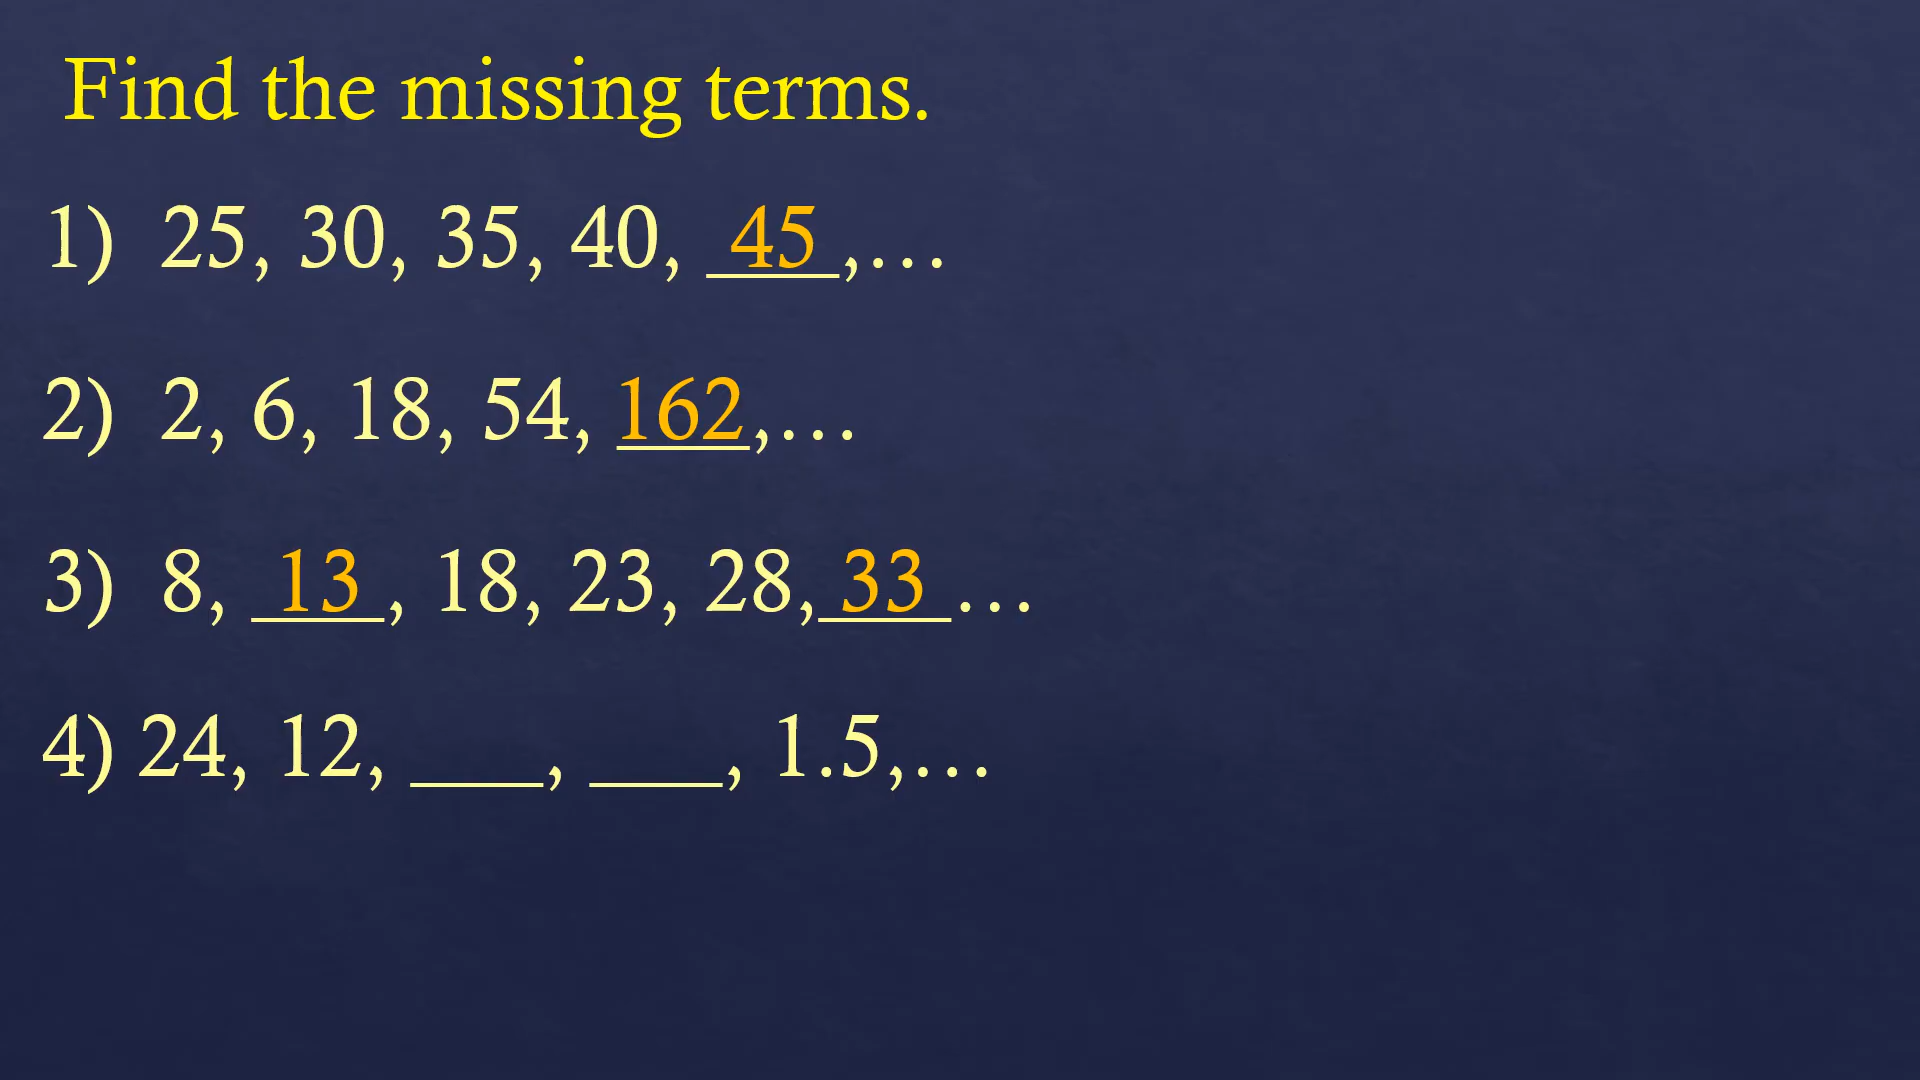 Find the missing terms.
1) 25, 30, 35, 40, 45,…
2) 2, 6, 18, 54, 162,…
3) 8, 13, 18, 23, 28,33…
4) 24, 12, ___, ___, 1.5,…